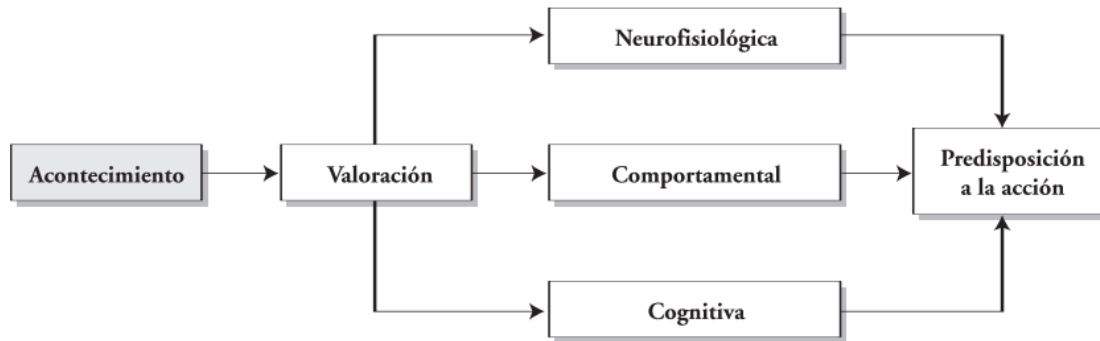 Neurofisiológica
Acontecimiento
Valoración
Comportamental
Predisposición
a la acción
Cognitiva